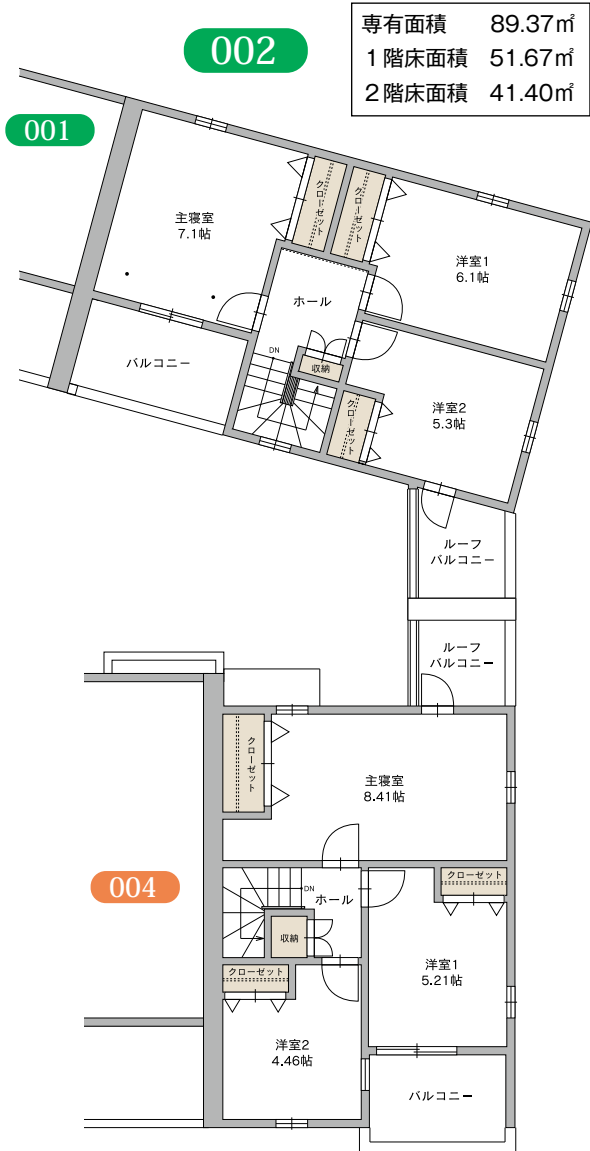 002
専有面積 89.37㎡
1階床面積 51.67㎡
2階床面積 41.40㎡
001
主寝室
7.1帖
クローゼット
クローゼット
洋室1
6.1帖
ホール
バルコニー
DN
収納
クローゼット
洋室2
5.3帖
ルーフ
バルコニー
ルーフ
バルコニー
クローゼット
主寝室
8.41帖
004
DN
ホール
クローゼット
収納
洋室1
5.21帖
クローゼット
洋室2
4.46帖
バルコニー